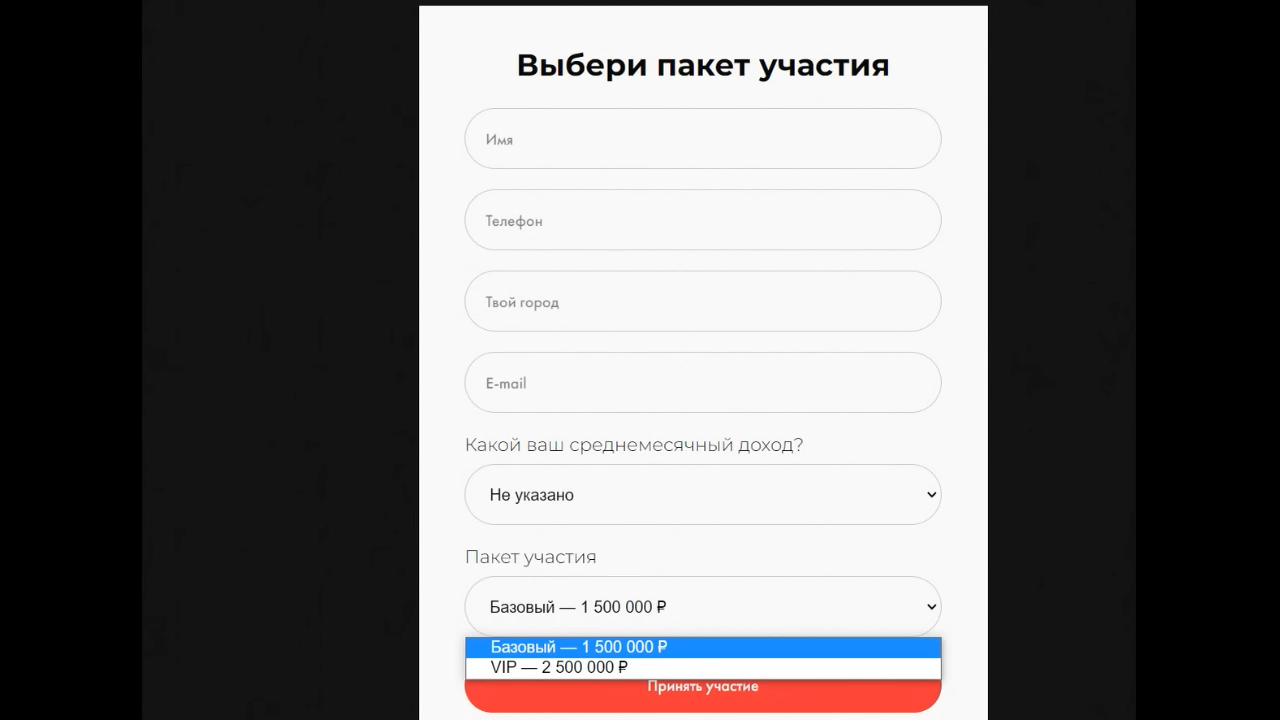 Выбери пакет участия
Имя
Телефон
Твой город
E-mail
Какой ваш среднемесячный доход?
Не указано
Пакет участия
Базовый — 1 500 000 ₽
Базовый — 1 500 000 ₽
VIP — 2 500 000 ₽
Принять участие